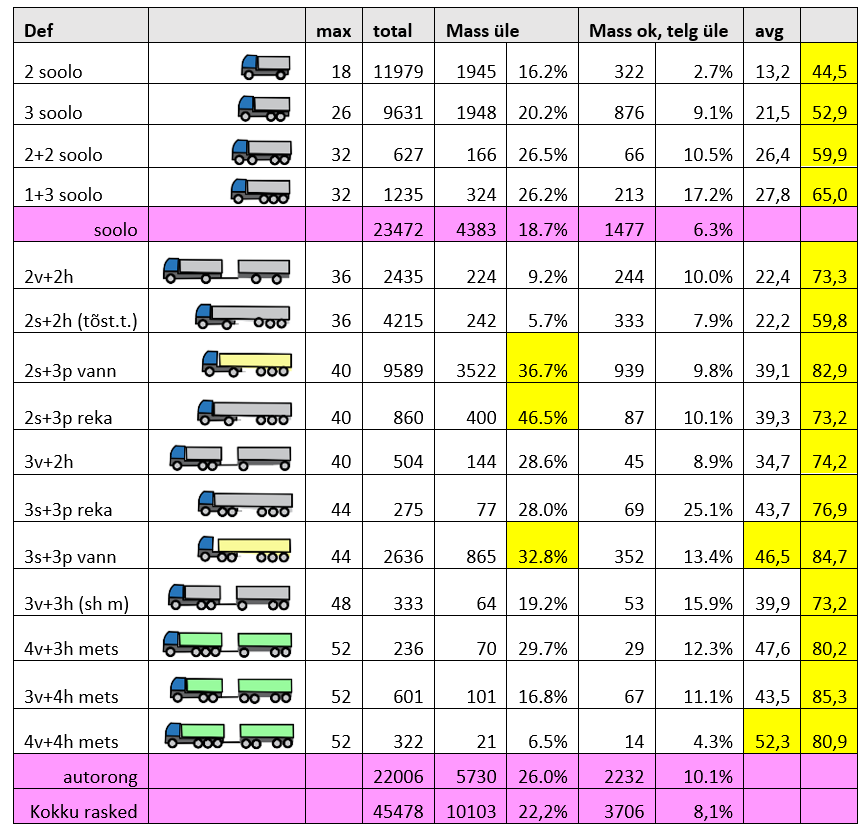 Def max total Mass üle Mass ok, telg üle avg
2 soolo 18 11979 1945 16.2% 322 2.7% 13,2 44,5
3 soolo 26 9631 1948 20.2% 876 9.1% 21,5 52,9
2+2 soolo 32 627 166 26.5% 66 10.5% 26,4 59,9
1+3 soolo 32 1235 324 26.2% 213 17.2% 27,8 65,0
soolo 23472 4383 18.7% 1477 6.3%
2v+2h 36 2435 224 9.2% 244 10.0% 22,4 73,3
2s+2h (tõst.t.) 36 4215 242 5.7% 333 7.9% 22,2 59,8
2s+3p vann 40 9589 3522 36.7% 939 9.8% 39,1 82,9
2s+3p reka 40 860 400 46.5% 87 10.1% 39,3 73,2
3v+2h 40 504 144 28.6% 45 8.9% 34,7 74,2
3s+3p reka 44 275 77 28.0% 69 25.1% 43,7 76,9
3s+3p vann 44 2636 865 32.8% 352 13.4% 46,5 84,7
3v+3h (sh m) 48 333 64 19.2% 53 15.9% 39,9 73,2
4v+3h mets 52 236 70 29.7% 29 12.3% 47,6 80,2
3v+4h mets 52 601 101 16.8% 67 11.1% 43,5 85,3
4v+4h mets 52 322 21 6.5% 14 4.3% 52,3 80,9
autorong 22006 5730 26.0% 2232 10.1%
Kokku rasked 45478 10103 22,2% 3706 8,1%